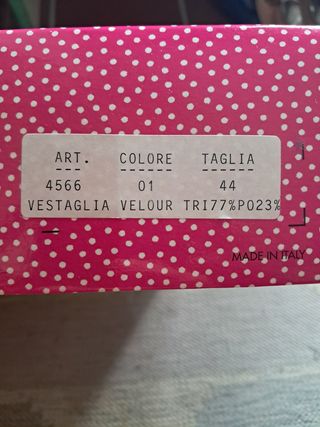 ART. COLORE TAGLIA
4566 01 44
VESTAGLIA VELOUR TRI77%PO23%
MADE IN ITALY